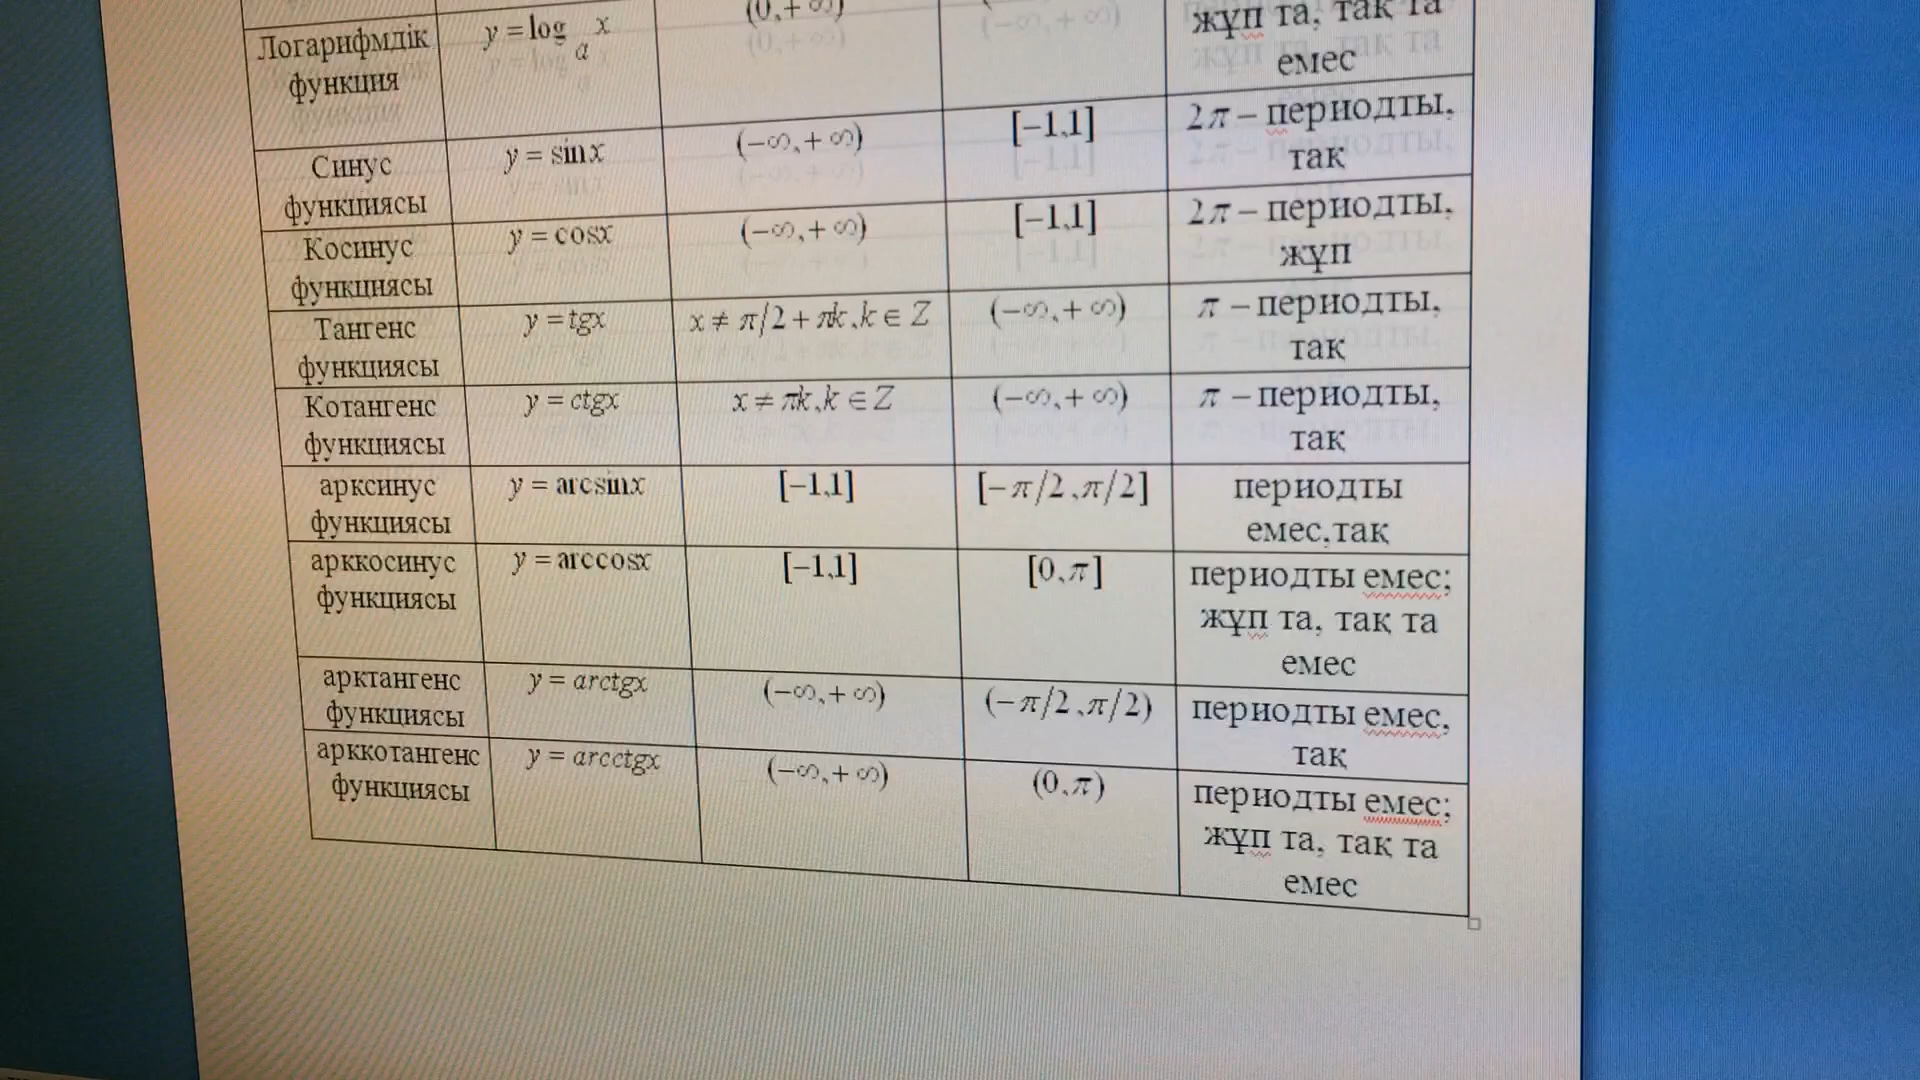 (0,+∞)
(−∞,+∞)
жұп та, тақ та
емес
Логарифмдік
функция
y = log a x
Синус
функциясы
y = sinx
(−∞,+∞)
[−1,1]
2π – периодты,
тақ
Косинус
функциясы
y = cosx
(−∞,+∞)
[−1,1]
2π – периодты,
жұп
Тангенс
функциясы
y = tgx
x ≠ π/2 + πk, k ∈ Z
(−∞,+∞)
π – периодты,
тақ
Котангенс
функциясы
y = ctgx
x ≠ πk, k ∈ Z
(−∞,+∞)
π – периодты,
тақ
арксинус
функциясы
y = arcsinx
[−1,1]
[−π/2,π/2]
периодты
емес,тақ
арккосинус
функциясы
y = arccosx
[−1,1]
[0,π]
периодты емес;
жұп та, тақ та
емес
арктангенс
функциясы
y = arctgx
(−∞,+∞)
(−π/2,π/2)
периодты емес,
тақ
арккотангенс
функциясы
y = arcctgx
(−∞,+∞)
(0,π)
периодты емес;
жұп та, тақ та
емес